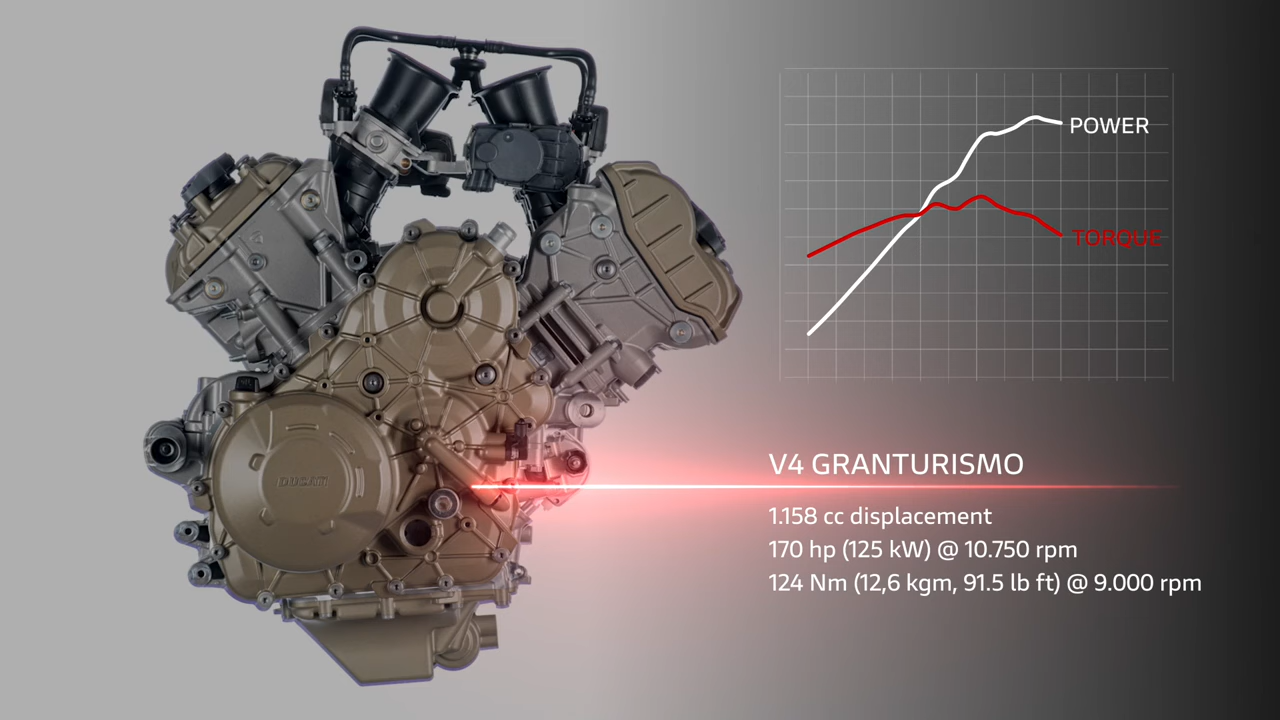 POWER
TORQUE
DUCATI
V4 GRANTURISMO
1.158 cc displacement
170 hp (125 kW) @ 10.750 rpm
124 Nm (12,6 kgm, 91.5 lb ft) @ 9.000 rpm